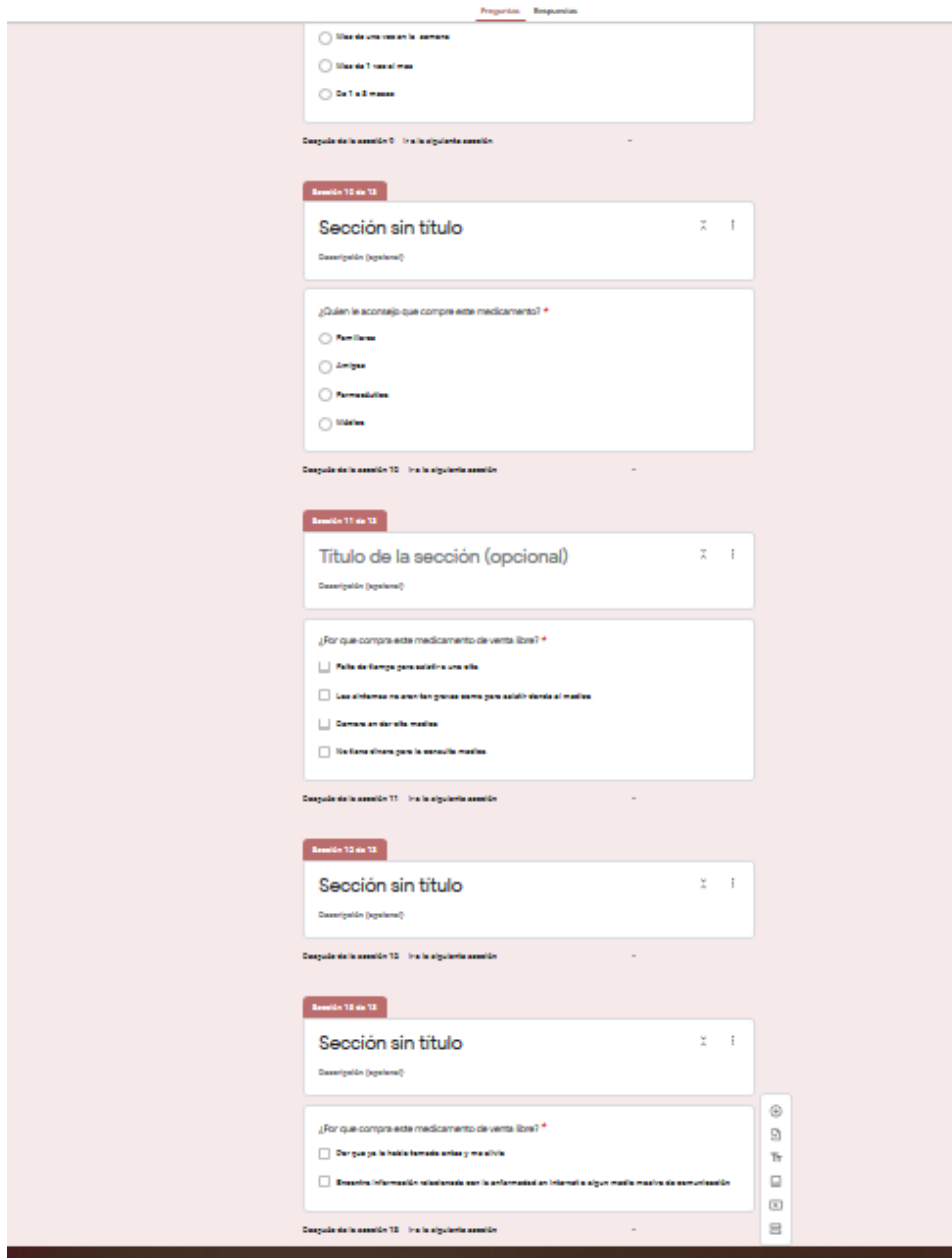 Preguntas Respuestas
Mas de una vez en la semana
Mas de 1 vez al mes
De 1 a 3 meses
Después de la sección 9 Ir a la siguiente sección
Sección 10 de 13
Sección sin título
Descripción (opcional)
¿Quien le aconsejo que compre este medicamento? *
Familiares
Amigos
Farmacéutico
Médico
Después de la sección 10 Ir a la siguiente sección
Sección 11 de 13
Título de la sección (opcional)
Descripción (opcional)
¿Por que compra este medicamento de venta libre? *
Falta de tiempo para asistir a una cita
Los síntomas no eran tan graves como para asistir donde el medico
Demora en dar cita medica
No tiene dinero para la consulta medica
Después de la sección 11 Ir a la siguiente sección
Sección 12 de 13
Sección sin título
Descripción (opcional)
Después de la sección 12 Ir a la siguiente sección
Sección 13 de 13
Sección sin título
Descripción (opcional)
¿Por que compra este medicamento de venta libre? *
que ya lo había tomado antes y me alivio
Encontro información relacionada con la enfermedad en internet o algun medio masivo de comunicación
Después de la sección 13 Ir a la siguiente sección